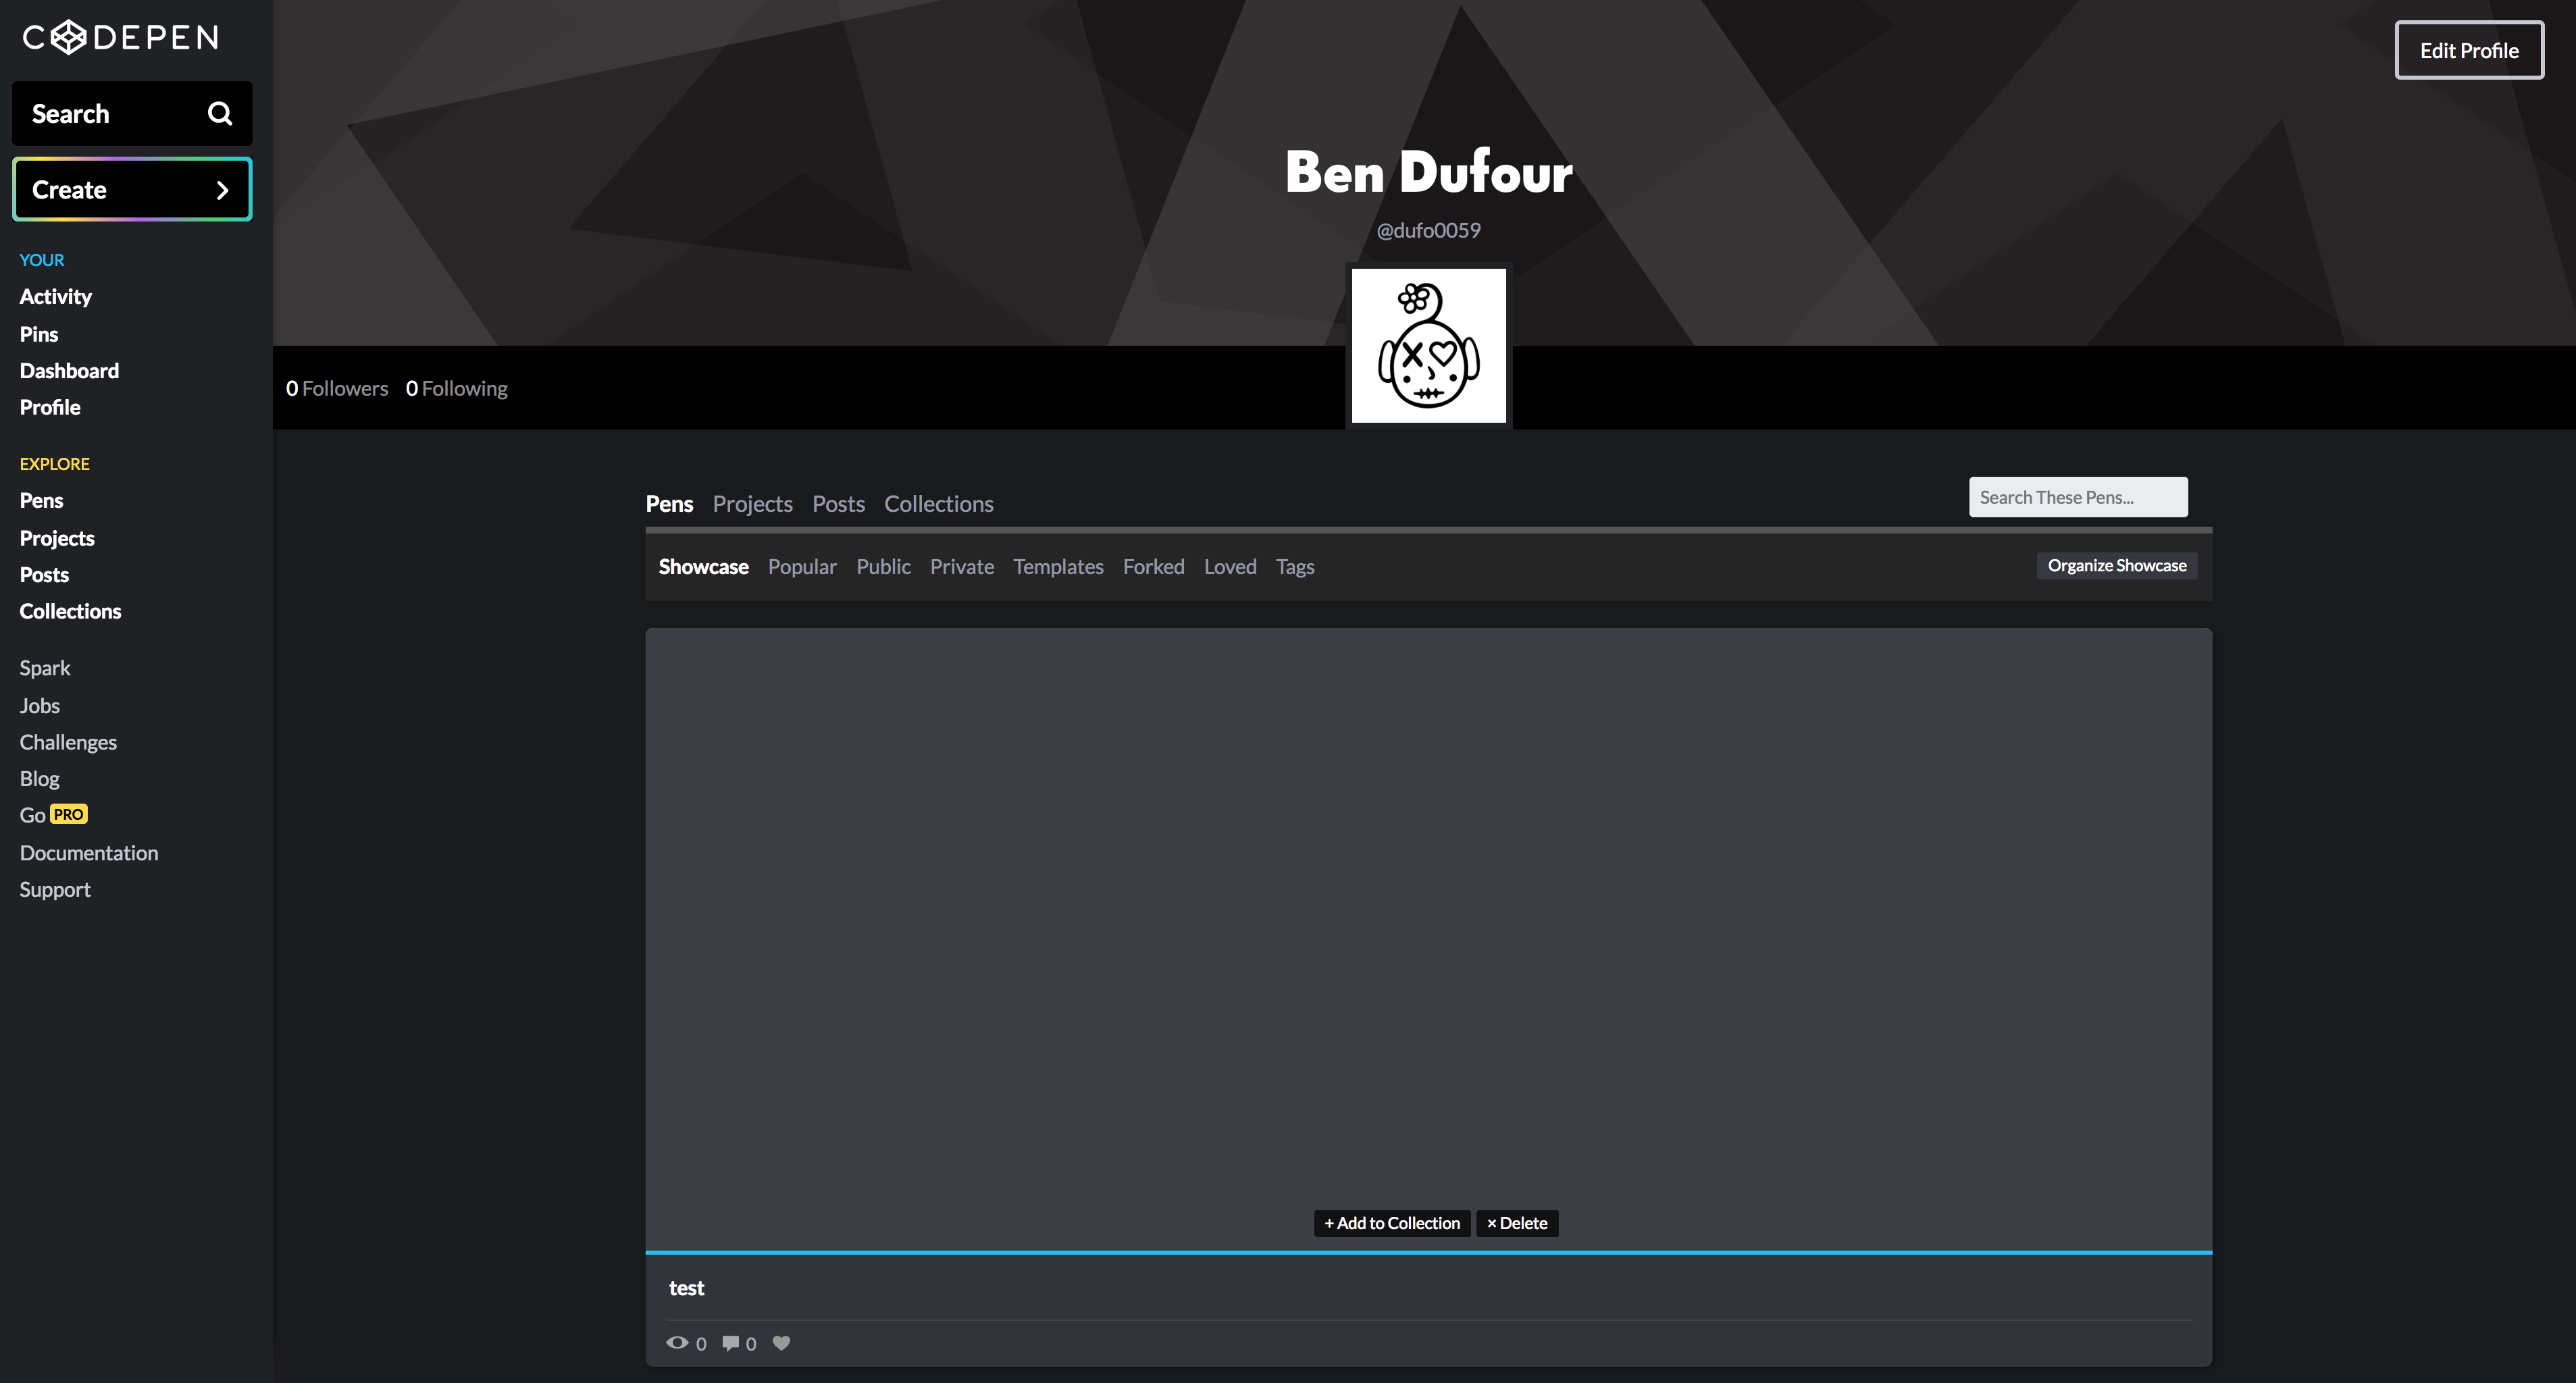 CODEPEN
Search
Create
YOUR
Activity
Pins
Dashboard
Profile
EXPLORE
Pens
Projects
Posts
Collections
Spark
Jobs
Challenges
Blog
Go PRO
Documentation
Support
Edit Profile
Ben Dufour
@dufo0059
0 Followers 0 Following
Pens Projects Posts Collections
Search These Pens...
Showcase Popular Public Private Templates Forked Loved Tags
Organize Showcase
+ Add to Collection × Delete
test
0 0